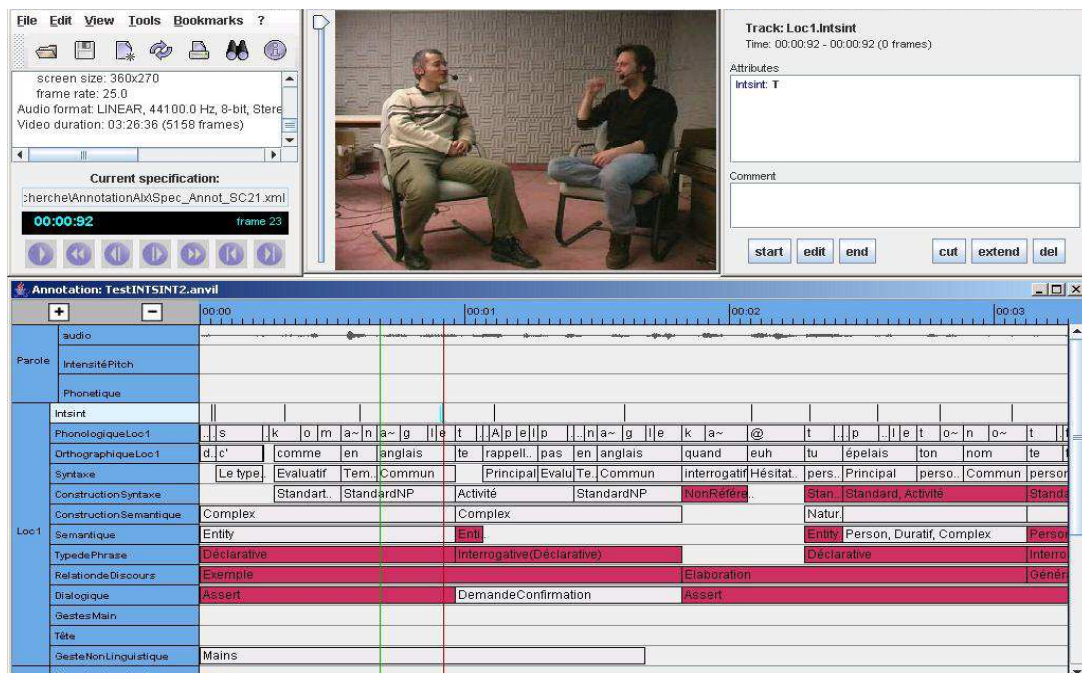 File Edit View Tools Bookmarks ?
screen size: 360x270
frame rate: 25.0
Audio format: LINEAR, 44100.0 Hz, 8-bit, Stere
Video duration: 03:26:36 (5158 frames)
Current specification:
:herche\AnnotationAlx\Spec_Annot_SC21.xml
00:00:92 frame 23
Track: Loc1.Intsint
Time: 00:00:92 - 00:00:92 (0 frames)
Attributes
Intsint: T
Comment
start edit end cut extend del
Annotation: TestINTSINT2.anvil
+ - 00:00 00:01 00:02 00:03
Parole
audio
IntensitéPitch
Phonetique
Loc1
Intsint
PhonologiqueLoc1 ... s k o m a~ n a~ g l e t ... A p e l p ... n a~ g l e k a~ @ t ... p ... l e t o~ n o~ t
OrthographiqueLoc1 d.. c' comme en anglais te rappell.. pas en anglais quand euh tu épelais ton nom te
Syntaxe Le type. Evaluatif Tem.. Commun Principal Evalu Te.. Commun interrogatif Hésitat.. pers.. Principal perso.. Commun person
ConstructionSyntaxe Standart.. StandardNP Activité StandardNP NonRéfére.. Stan.. Standard, Activité Standa
ConstructionSemantique Complex Complex Natur.
Semantique Entity Enti.. Entity. Person, Duratif, Complex Person
TypedePhrase Déclarative Interrogative(Déclarative) Déclarative Interro
RelationdeDiscours Exemple Elaboration Généra
Dialogique Assert DemandeConfirmation Assert
GestesMain
Tête
GesteNonLinguistique Mains